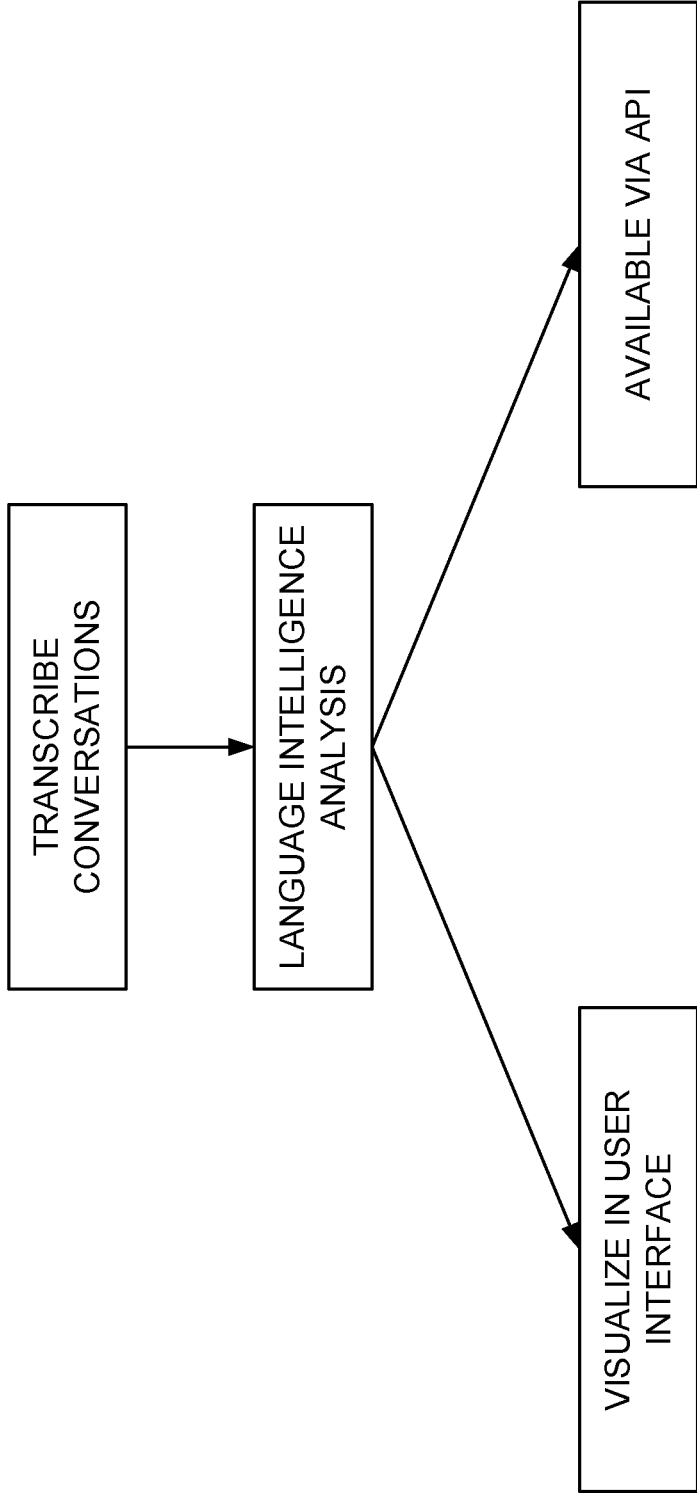 TRANSCRIBE
CONVERSATIONS
LANGUAGE INTELLIGENCE
ANALYSIS
VISUALIZE IN USER
INTERFACE
AVAILABLE VIA API